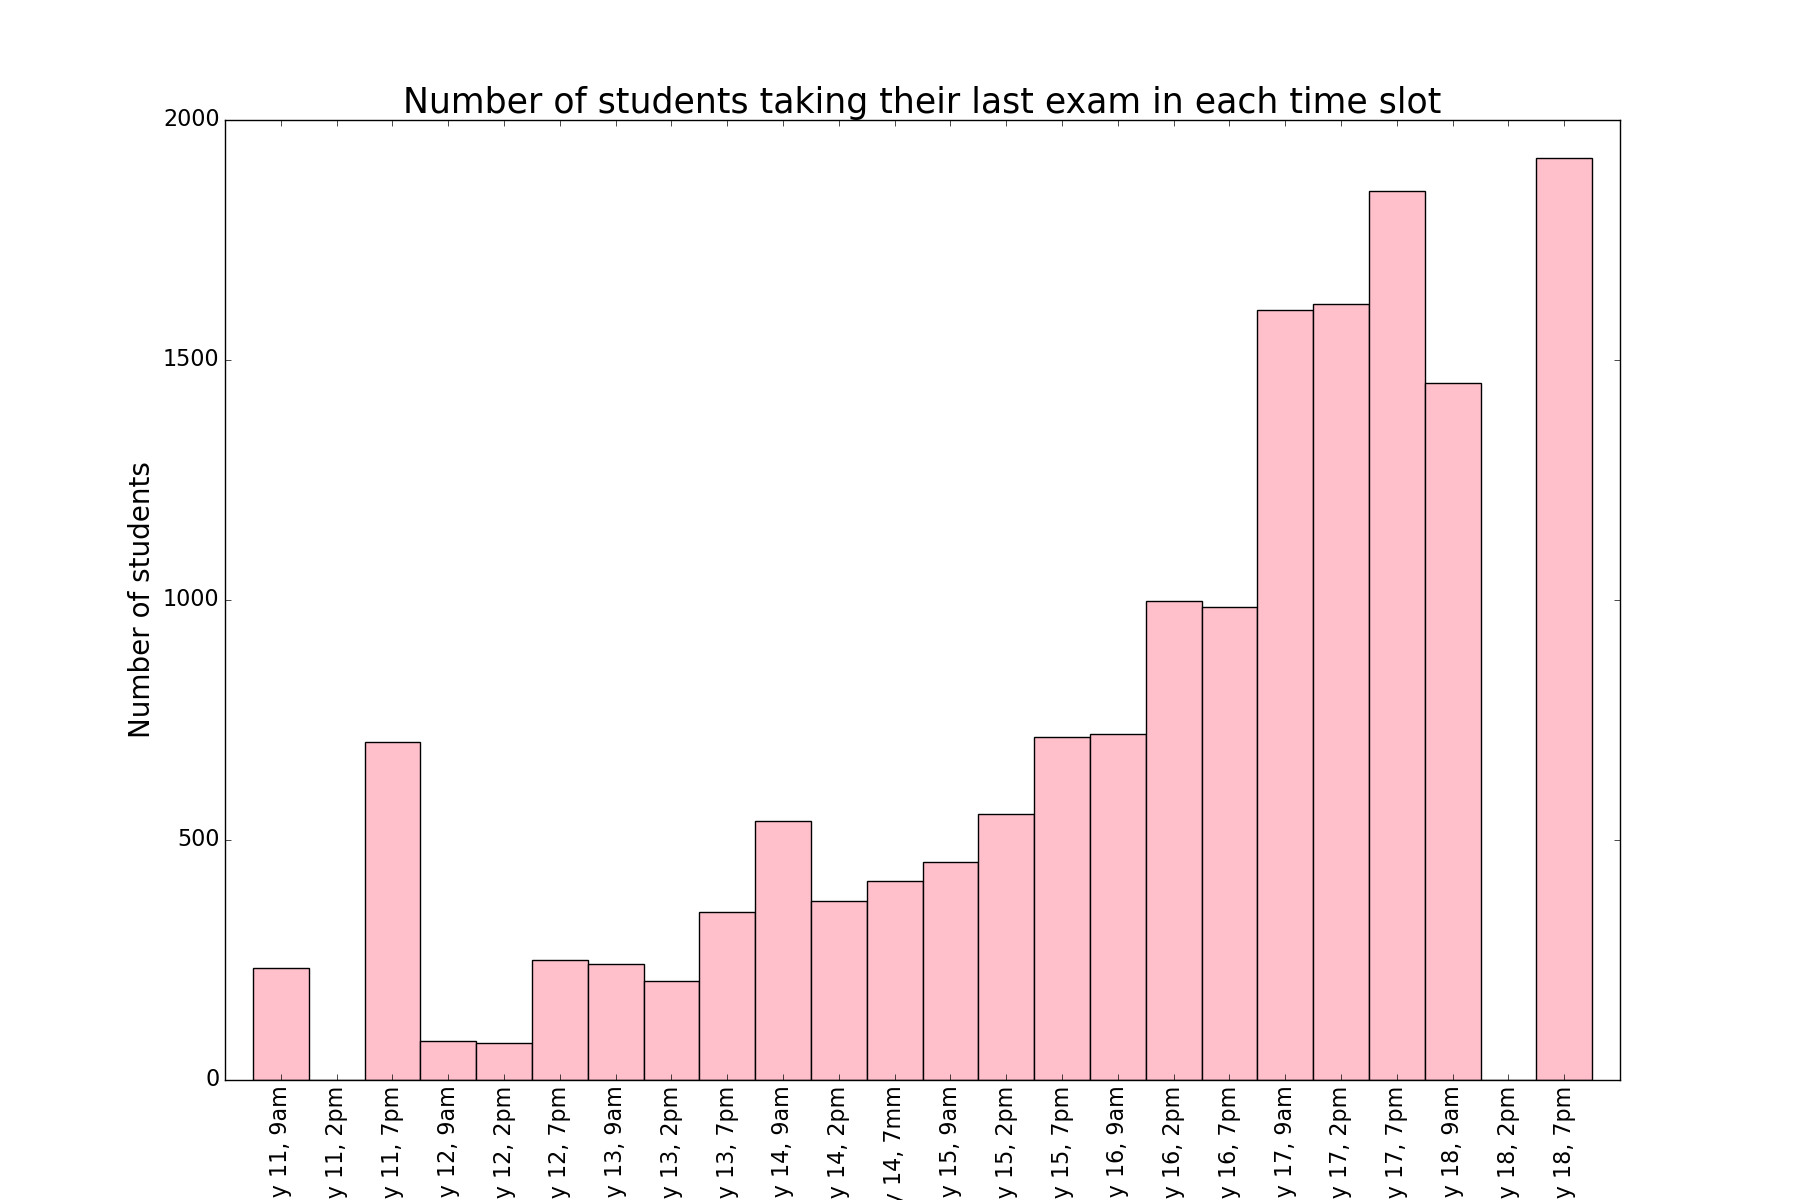 Number of students taking their last exam in each time slot
2000
1500
1000
500
0
Number of students
y 11, 9am
y 11, 2pm
y 11, 7pm
y 12, 9am
y 12, 2pm
y 12, 7pm
y 13, 9am
y 13, 2pm
y 13, 7pm
y 14, 9am
y 14, 2pm
y 14, 7mm
y 15, 9am
y 15, 2pm
y 15, 7pm
y 16, 9am
y 16, 2pm
y 16, 7pm
y 17, 9am
y 17, 2pm
y 17, 7pm
y 18, 9am
y 18, 2pm
y 18, 7pm